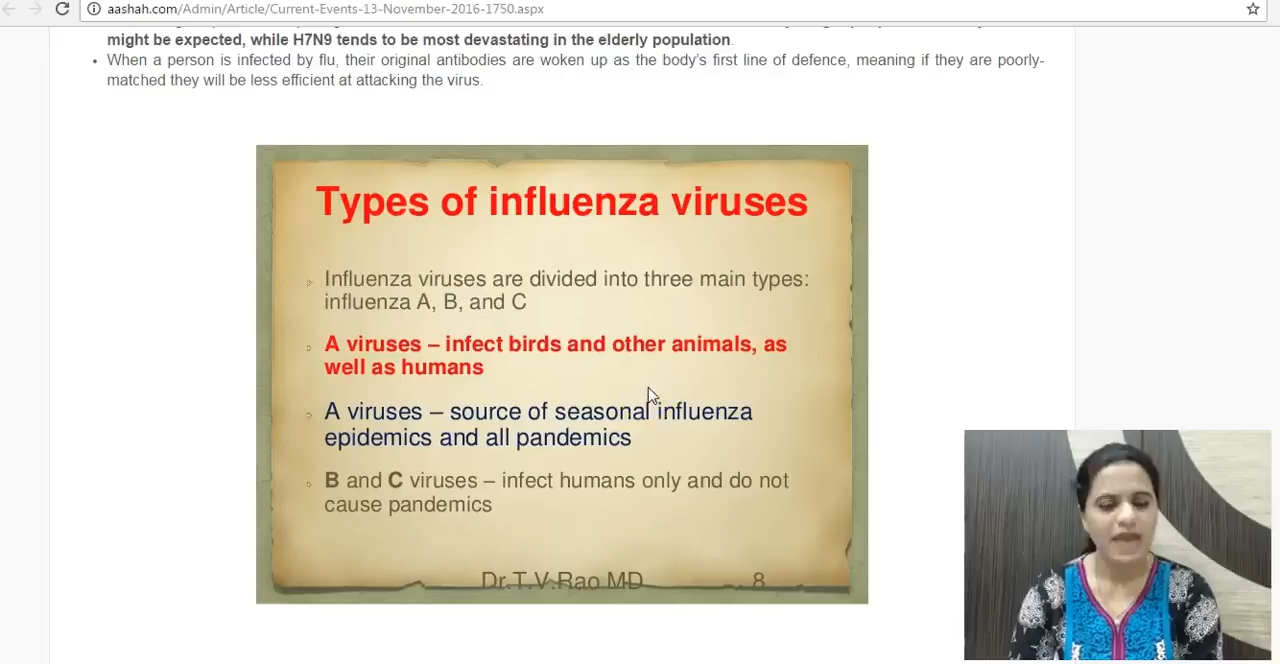 aashah.com/Admin/Article/Current-Events-13-November-2016-1750.aspx
might be expected, while H7N9 tends to be most devastating in the elderly population.
• When a person is infected by flu, their original antibodies are woken up as the body's first line of defence, meaning if they are poorly-
matched they will be less efficient at attacking the virus.
Types of influenza viruses
Influenza viruses are divided into three main types:
influenza A, B, and C
A viruses – infect birds and other animals, as
well as humans
A viruses – source of seasonal influenza
epidemics and all pandemics
B and C viruses – infect humans only and do not
cause pandemics
Dr.T.V.Rao MD 8